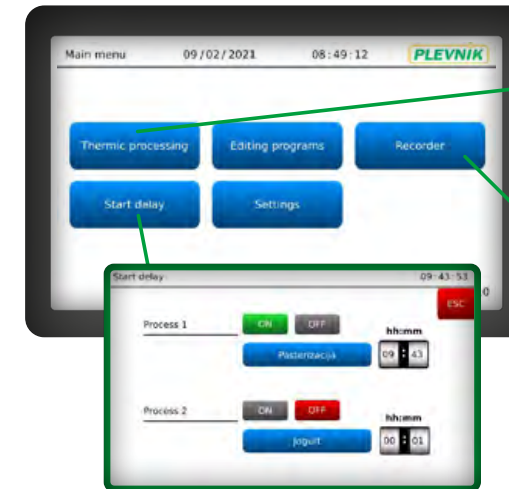 Main menu 09/02/2021 08:49:12 PLEVNIK
Thermic processing Editing programs Recorder
Start delay Settings
0
Start delay 09:43:53
ESC
Process 1 ON OFF
hh:mm
Pasterizacija 09:43
Process 2 ON OFF
hh:mm
Jogurt 00:01